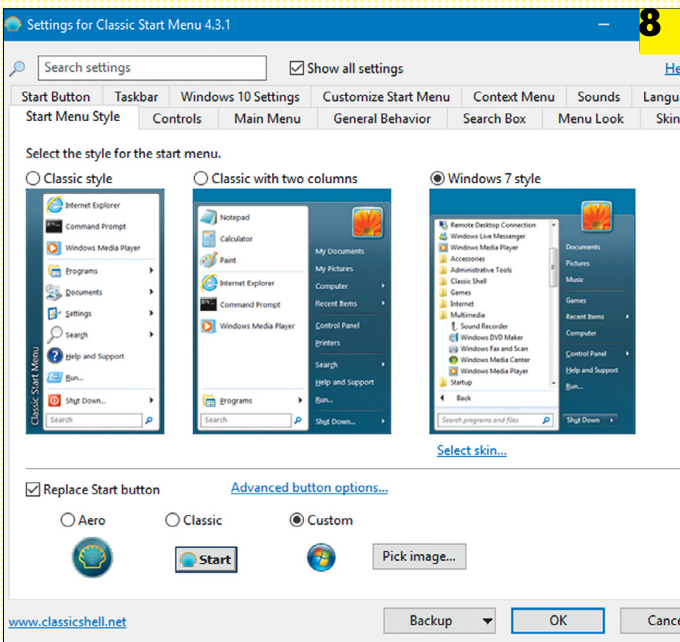 Settings for Classic Start Menu 4.3.1
8
Search settings
Show all settings
He
Start Button Taskbar Windows 10 Settings Customize Start Menu Context Menu Sounds Langua
Start Menu Style Controls Main Menu General Behavior Search Box Menu Look Skin
Select the style for the start menu.
Classic style
Classic with two columns
Windows 7 style
Internet Explorer
Command Prompt
Windows Media Player
Programs
Documents
Settings
Search
Help and Support
Run...
Shut Down...
Search
Classic Start Menu
Notepad
Calculator
Paint
Internet Explorer
Command Prompt
Windows Media Player
Programs
Search
My Documents
My Pictures
Computer
Recent Items
Control Panel
Printers
Search
Help and Support
Run...
Shut Down...
Remote Desktop Connection
Windows Live Messenger
Windows Media Player
Accessories
Administrative Tools
Classic Shell
Games
Internet
Multimedia
Sound Recorder
Windows DVD Maker
Windows Fax and Scan
Windows Media Center
Windows Media Player
Startup
Back
Search programs and files
Documents
Pictures
Music
Games
Recent Items
Computer
Control Panel
Help and Support
Run...
Shut Down
Select skin...
Replace Start button
Advanced button options...
Aero
Classic
Custom
Start
Pick image...
www.classicshell.net
Backup
OK
Cance